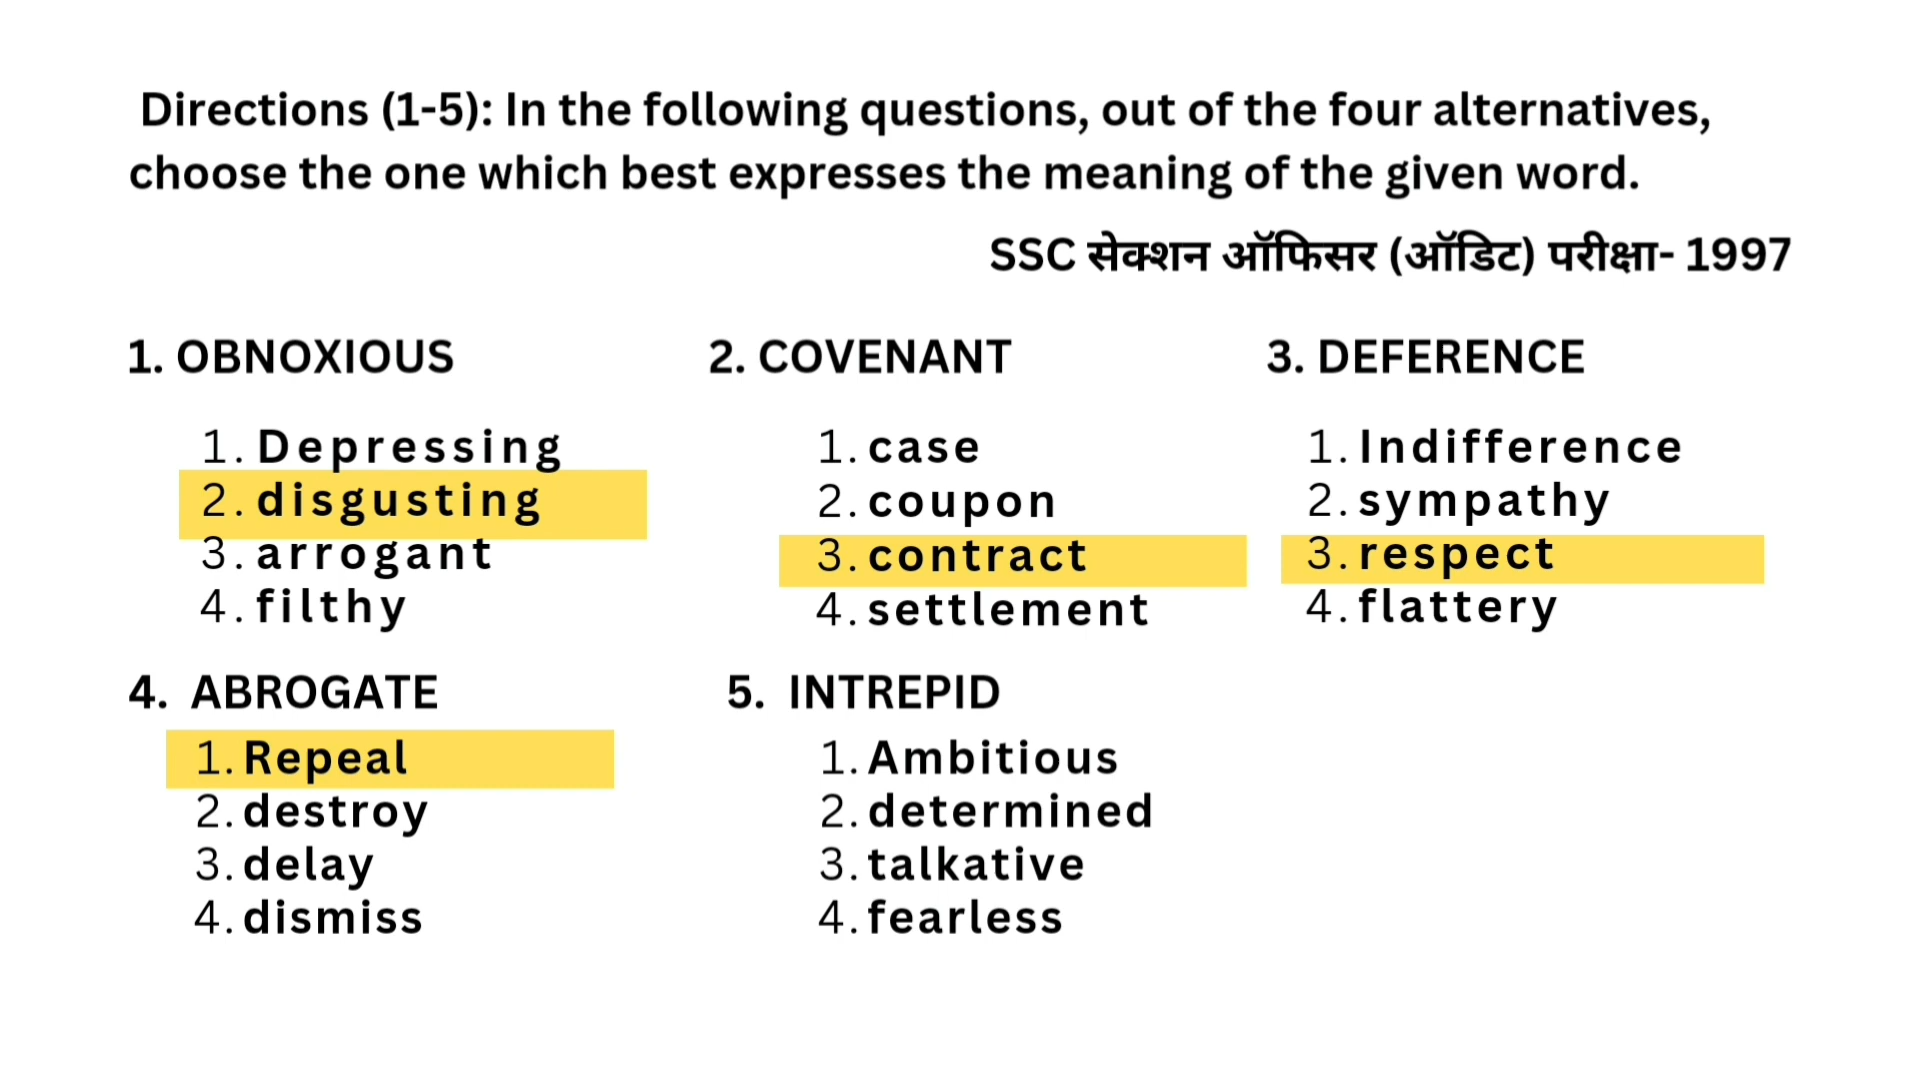 Directions (1-5): In the following questions, out of the four alternatives,
choose the one which best expresses the meaning of the given word.
SSC सेक्शन ऑफिसर (ऑडिट) परीक्षा- 1997
1. OBNOXIOUS
1. Depressing
2. disgusting
3. arrogant
4. filthy
2. COVENANT
1. case
2. coupon
3. contract
4. settlement
3. DEFERENCE
1. Indifference
2. sympathy
3. respect
4. flattery
4. ABROGATE
1. Repeal
2. destroy
3. delay
4. dismiss
5. INTREPID
1. Ambitious
2. determined
3. talkative
4. fearless